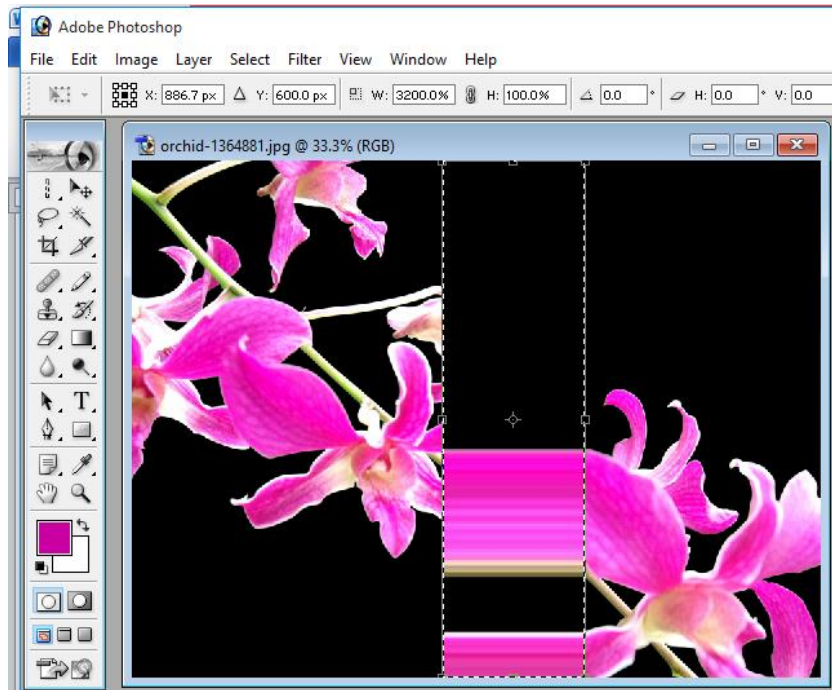 Adobe Photoshop
File Edit Image Layer Select Filter View Window Help
X: 886.7 px Y: 600.0 px W: 3200.0% H: 100.0% 0.0 ° H: 0.0 ° V: 0.0
orchid-1364881.jpg @ 33.3% (RGB)
T